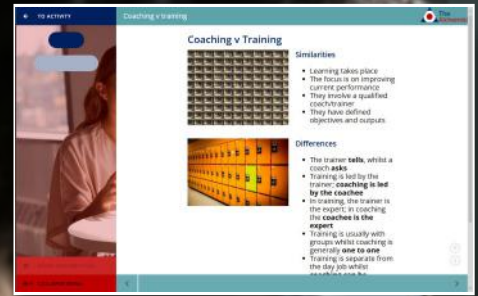 TO ACTIVITY
Coaching v training
The
Alchemist
Coaching v Training
Similarities
Learning takes place
The focus is on improving
current performance
They involve a qualified
coach/trainer
They have defined
objectives and outputs
Differences
The trainer tells, whilst a
coach asks
Training is led by the
trainer; coaching is led
by the coachee
In training, the trainer is
the expert; in coaching
the coachee is the
expert
Training is usually with
groups whilst coaching is
generally one to one
Training is separate from
the day job whilst
coaching can be